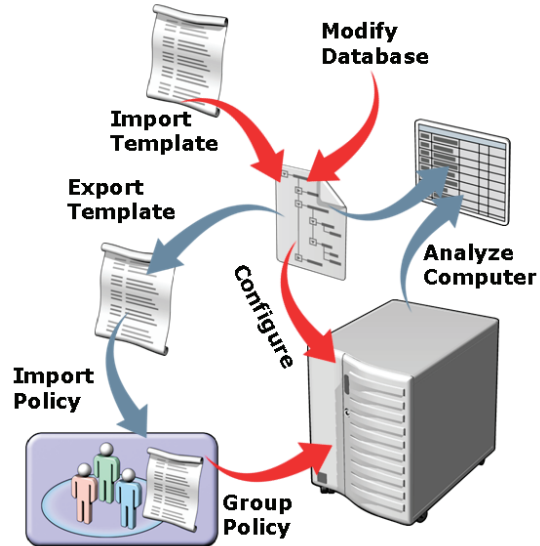 Modify
Database
Import
Template
Export
Template
Analyze
Computer
Configure
Import
Policy
Group
Policy